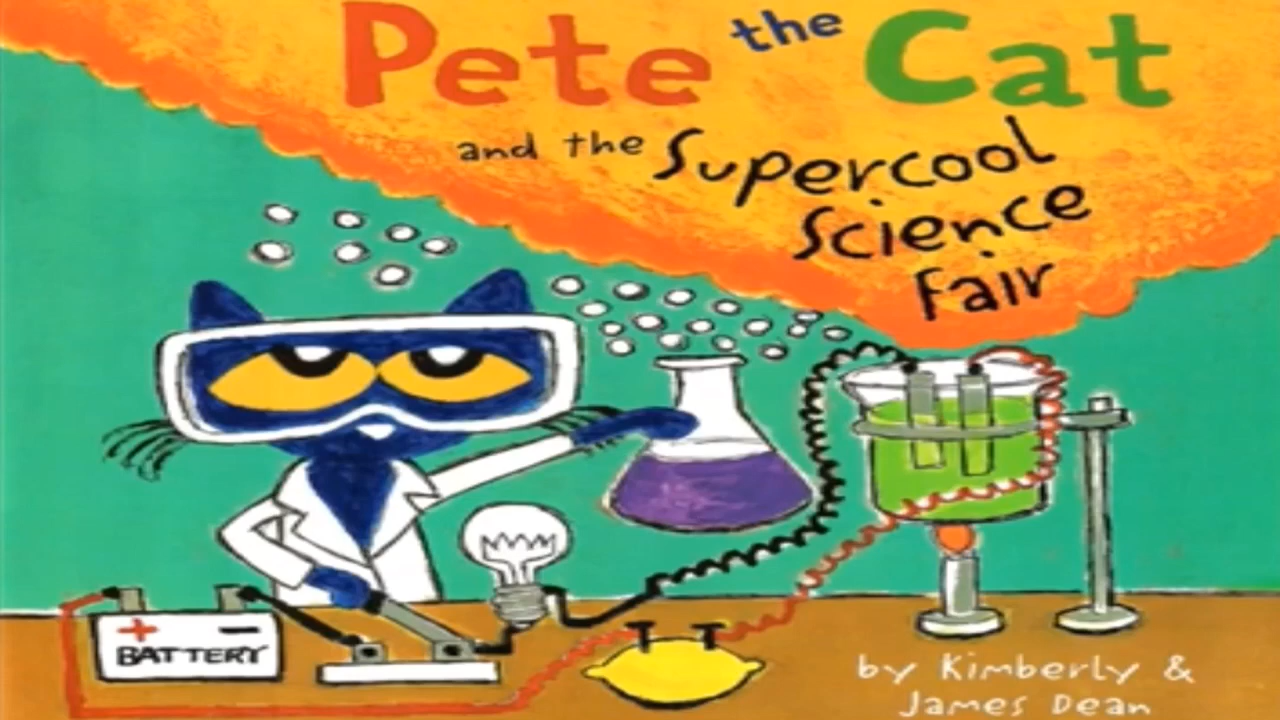 Pete the Cat
and the Supercool
Science
Fair
+ -
BATTERY
by Kimberly &
James Dean